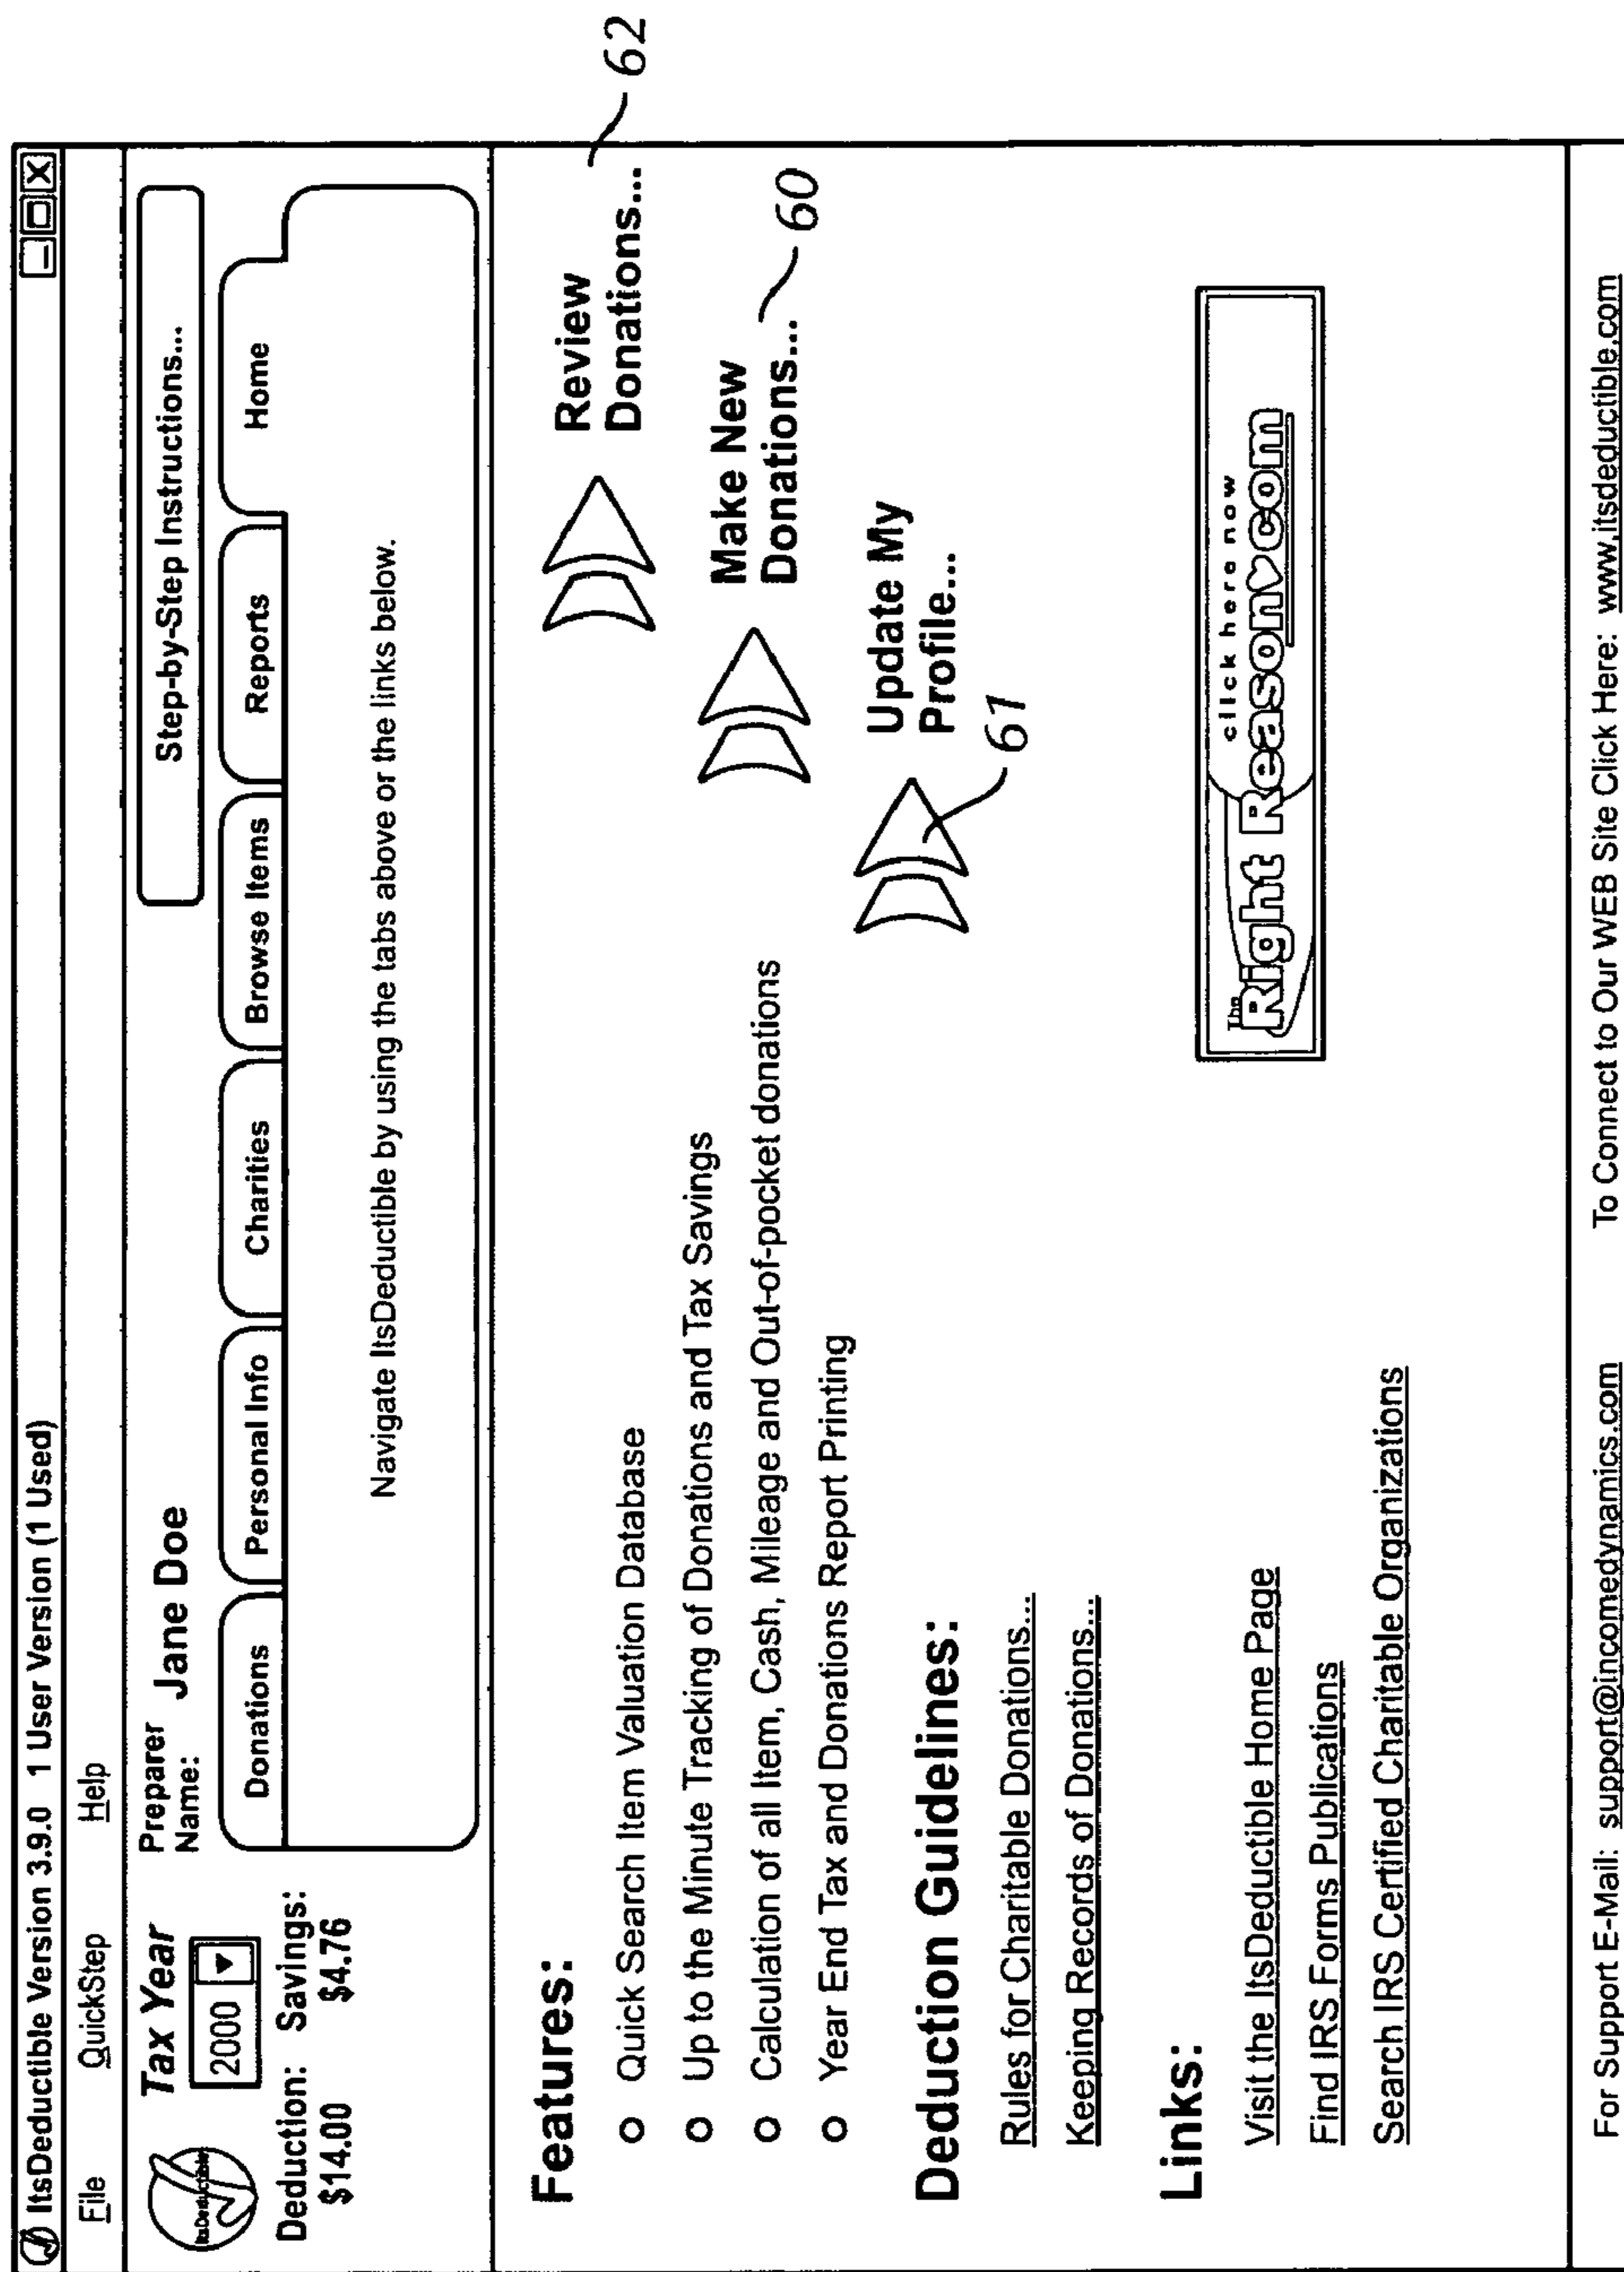 ItsDeductible Version 3.9.0 1 User Version (1 Used)
File QuickStep Help
ItsDeductible
Tax Year
2000
Deduction: Savings:
$14.00 $4.76
Preparer
Name: Jane Doe
Step-by-Step Instructions...
Donations Personal Info Charities Browse Items Reports Home
Navigate ItsDeductible by using the tabs above or the links below.
Features:
Quick Search Item Valuation Database
Up to the Minute Tracking of Donations and Tax Savings
Calculation of all Item, Cash, Mileage and Out-of-pocket donations
Year End Tax and Donations Report Printing
Review
Donations...
62
Make New
Donations...
60
Update My
Profile...
61
Deduction Guidelines:
Rules for Charitable Donations...
Keeping Records of Donations...
Links:
Visit the ItsDeductible Home Page
Find IRS Forms Publications
Search IRS Certified Charitable Organizations
click here now
The Right Reason♥com
For Support E-Mail: support@incomedynamics.com To Connect to Our WEB Site Click Here: www.itsdeductible.com